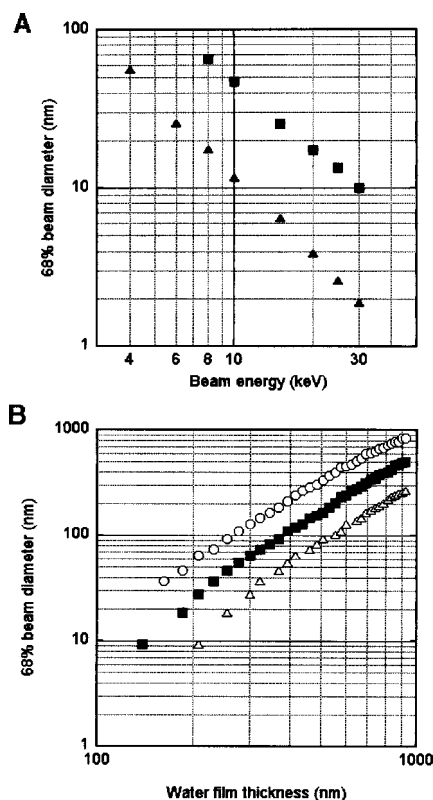 A
100
10
1
68% beam diameter (nm)
4
6
8
10
30
Beam energy (keV)
B
1000
100
10
1
68% beam diameter (nm)
100
1000
Water film thickness (nm)